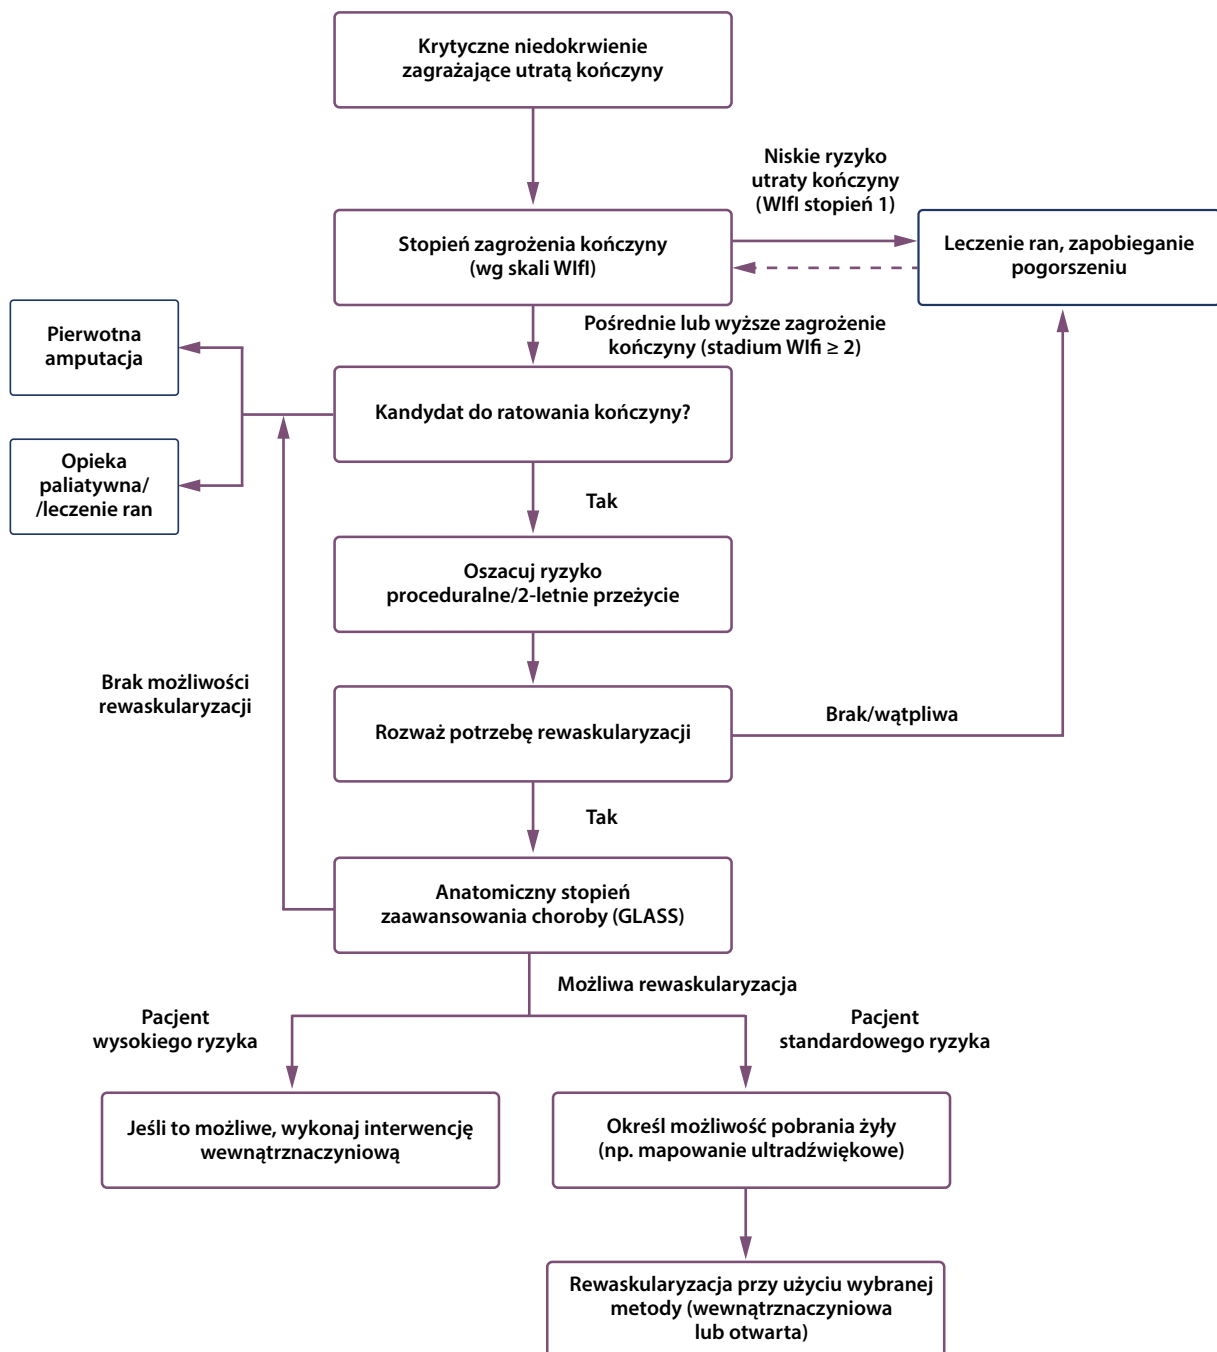 Krytyczne niedokrwienie
zagrażające utratą kończyny
Niskie ryzyko
utraty kończyny
(WIfI stopień 1)
Stopień zagrożenia kończyny
(wg skali WIfI)
Leczenie ran, zapobieganie
pogorszeniu
Pośrednie lub wyższe zagrożenie
kończyny (stadium WIfi ≥ 2)
Pierwotna
amputacja
Kandydat do ratowania kończyny?
Opieka
paliatywna/
/leczenie ran
Tak
Oszacuj ryzyko
proceduralne/2-letnie przeżycie
Brak możliwości
rewaskularyzacji
Rozważ potrzebę rewaskularyzacji
Brak/wątpliwa
Tak
Anatomiczny stopień
zaawansowania choroby (GLASS)
Możliwa rewaskularyzacja
Pacjent
wysokiego ryzyka
Pacjent
standardowego ryzyka
Jeśli to możliwe, wykonaj interwencję
wewnątrznaczyniową
Określ możliwość pobrania żyły
(np. mapowanie ultradźwiękowe)
Rewaskularyzacja przy użyciu wybranej
metody (wewnątrznaczyniowa
lub otwarta)